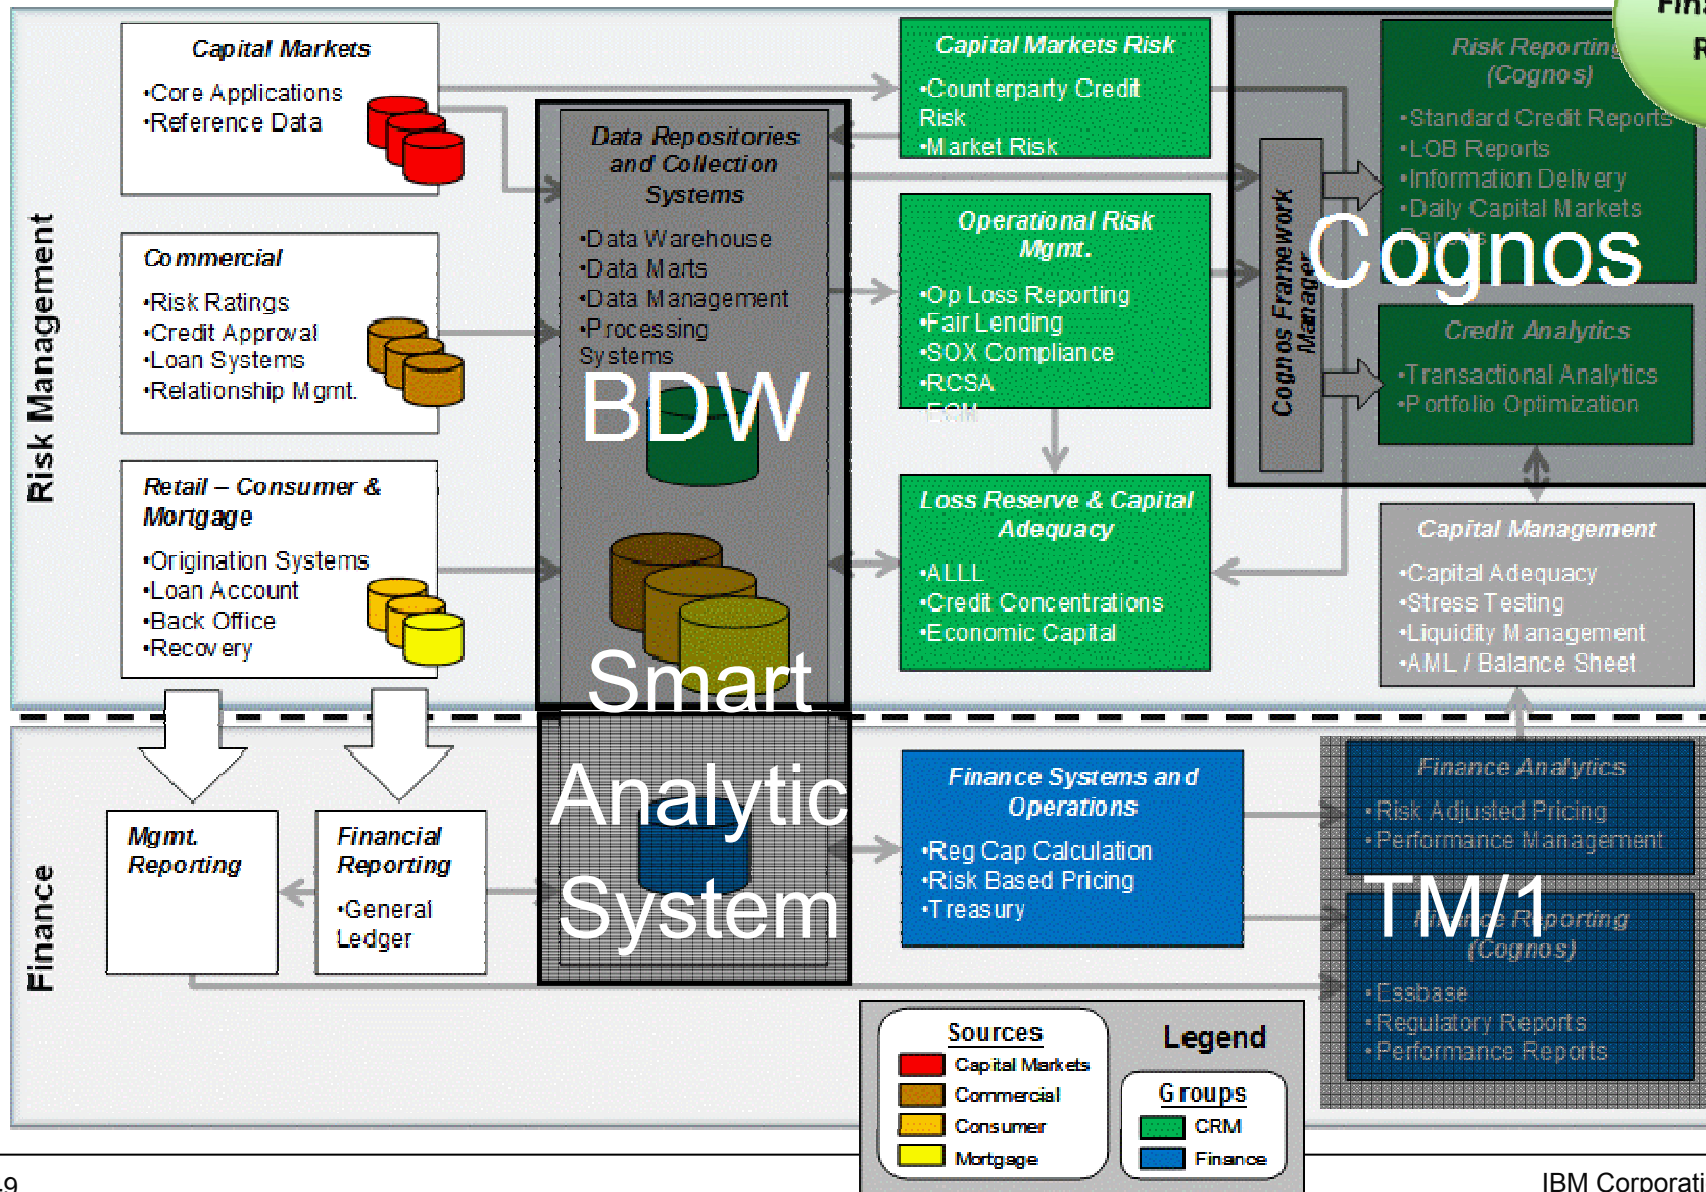 Capital Markets
•Core Applications
•Reference Data
Commercial
•Risk Ratings
•Credit Approval
•Loan Systems
•Relationship Mgmt.
Retail – Consumer &
Mortgage
•Origination Systems
•Loan Account
•Back Office
•Recovery
Risk Management
Data Repositories
and Collection
Systems
•Data Warehouse
•Data Marts
•Data Management
•Processing
Systems
BDW
Smart
Analytic
System
Capital Markets Risk
•Counterparty Credit
Risk
•Market Risk
Operational Risk
Mgmt.
•Op Loss Reporting
•Fair Lending
•SOX Compliance
•RCSA
Loss Reserve & Capital
Adequacy
•ALLL
•Credit Concentrations
•Economic Capital
Cognos Framework
Manager
Risk Reporting
(Cognos)
•Standard Credit Reports
•LOB Reports
•Information Delivery
•Daily Capital Markets
Reports
Cognos
Credit Analytics
•Transactional Analytics
•Portfolio Optimization
Capital Management
•Capital Adequacy
•Stress Testing
•Liquidity Management
•AML / Balance Sheet
Finance
Mgmt.
Reporting
Financial
Reporting
•General
Ledger
Finance Systems and
Operations
•Reg Cap Calculation
•Risk Based Pricing
•Treasury
Finance Analytics
•Risk Adjusted Pricing
•Performance Management
TM/1
Finance Reporting
(Cognos)
•Essbase
•Regulatory Reports
•Performance Reports
Sources
Capital Markets
Commercial
Consumer
Mortgage
Legend
Groups
CRM
Finance
IBM